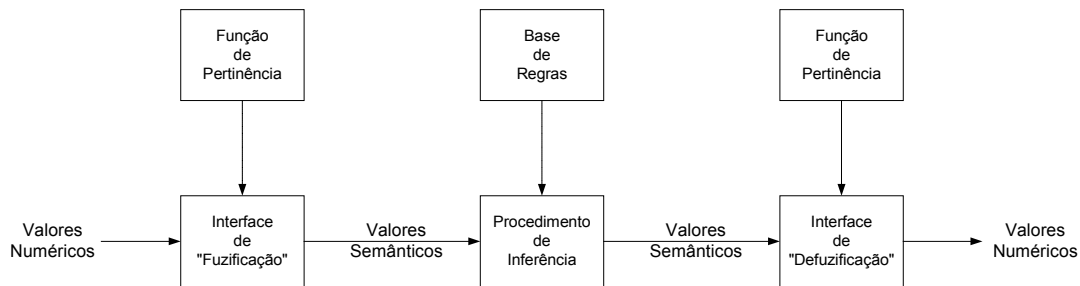 Função
de
Pertinência
Base
de
Regras
Função
de
Pertinência
Valores
Numéricos
Interface
de
"Fuzificação"
Valores
Semânticos
Procedimento
de
Inferência
Valores
Semânticos
Interface
de
"Defuzificação"
Valores
Numéricos